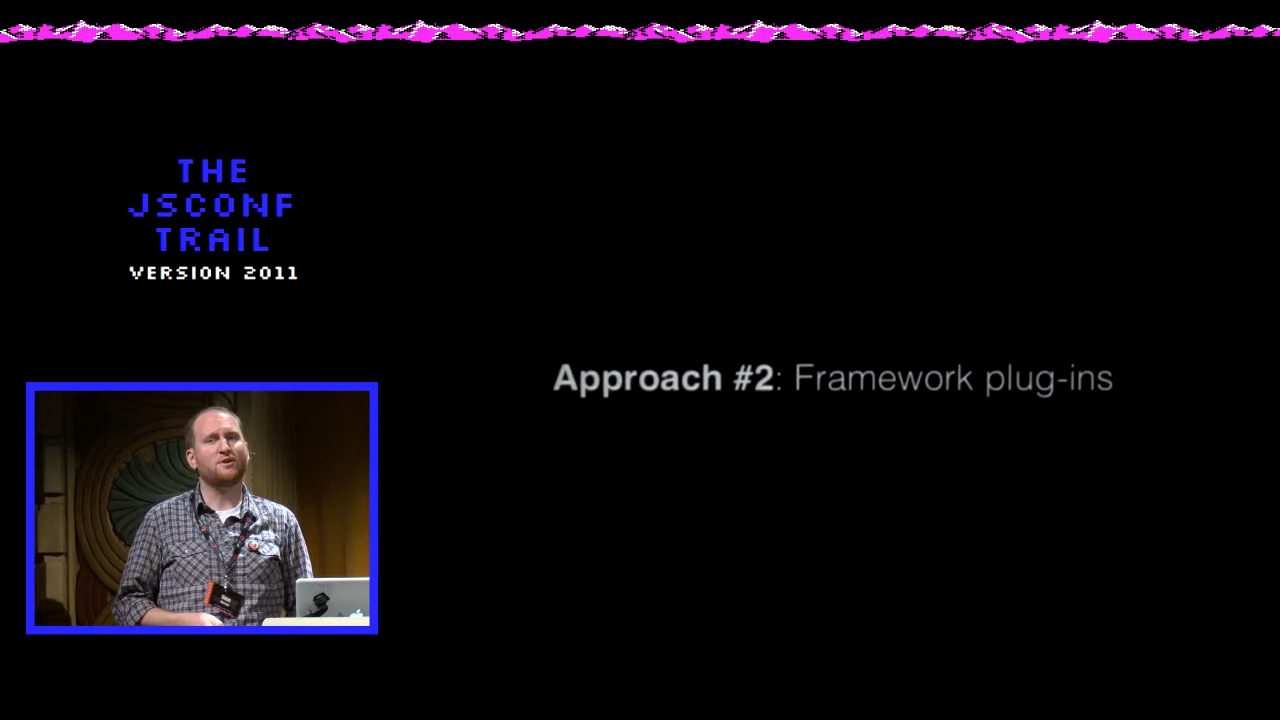 THE
JSCONF
TRAIL
VERSION 2011
Approach #2: Framework plug-ins